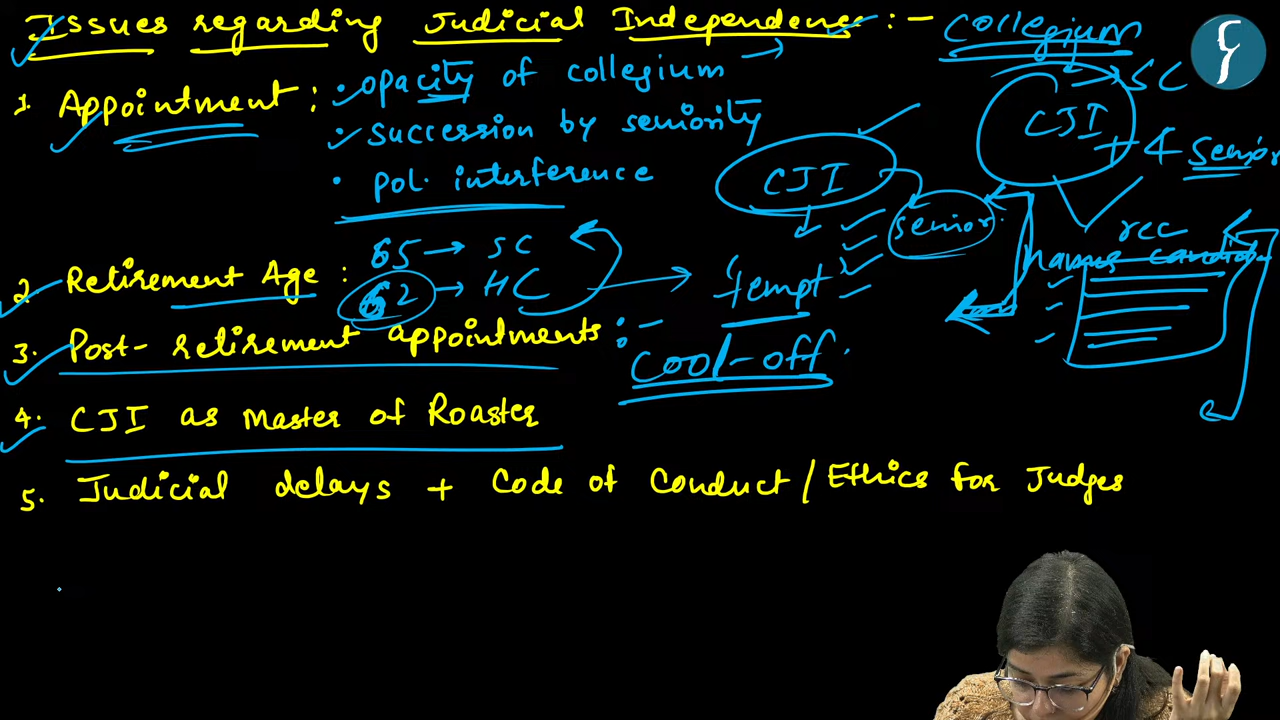 Issues regarding Judicial Independence :- Collegium
1. Appointment : • opacity of collegium →
• succession by seniority
• pol. interference
CJI
senior
SC
CJI
+ 4 senior
rec
names
65 → SC
62 → HC
tempt
2. Retirement Age :
3. Post-retirement appointments :-
cool-off
4. CJI as Master of Roaster
5. Judicial delays + Code of Conduct / Ethics for Judges